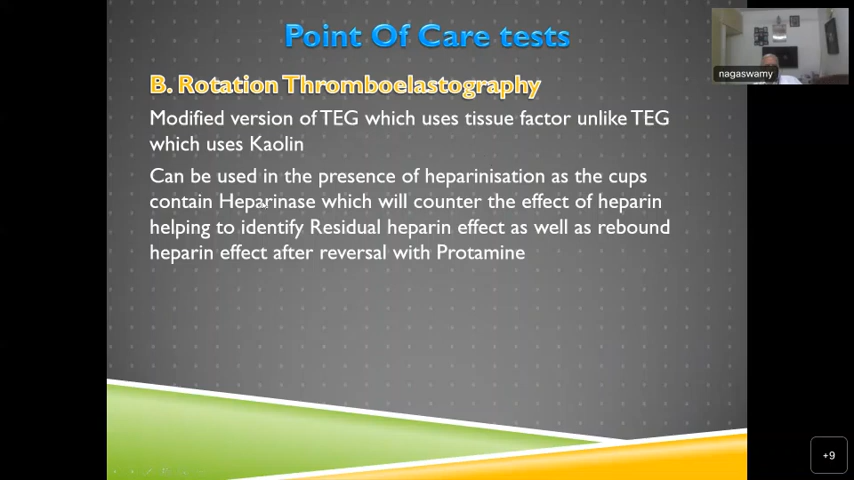 Point Of Care tests
nagaswamy
B. Rotation Thromboelastography
Modified version of TEG which uses tissue factor unlike TEG
which uses Kaolin
Can be used in the presence of heparinisation as the cups
contain Heparinase which will counter the effect of heparin
helping to identify Residual heparin effect as well as rebound
heparin effect after reversal with Protamine
+9